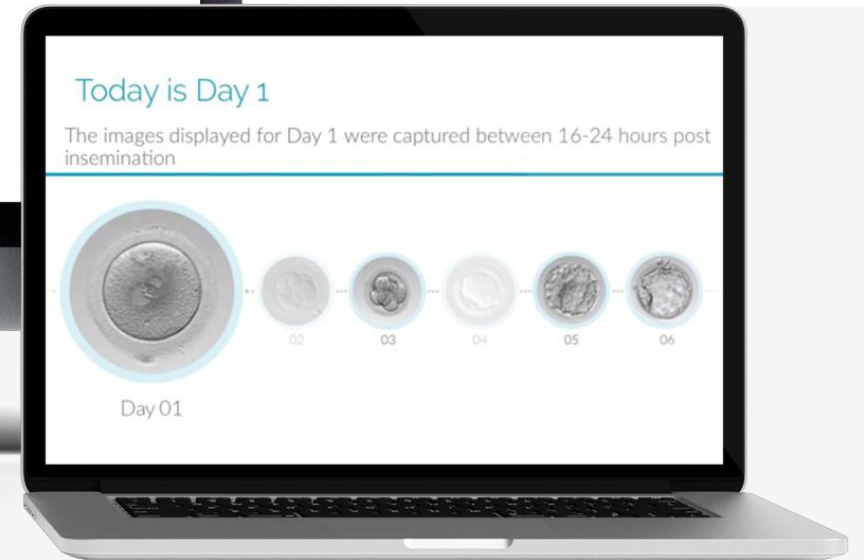 Today is Day 1
The images displayed for Day 1 were captured between 16-24 hours post
insemination
02
03
04
05
06
Day 01